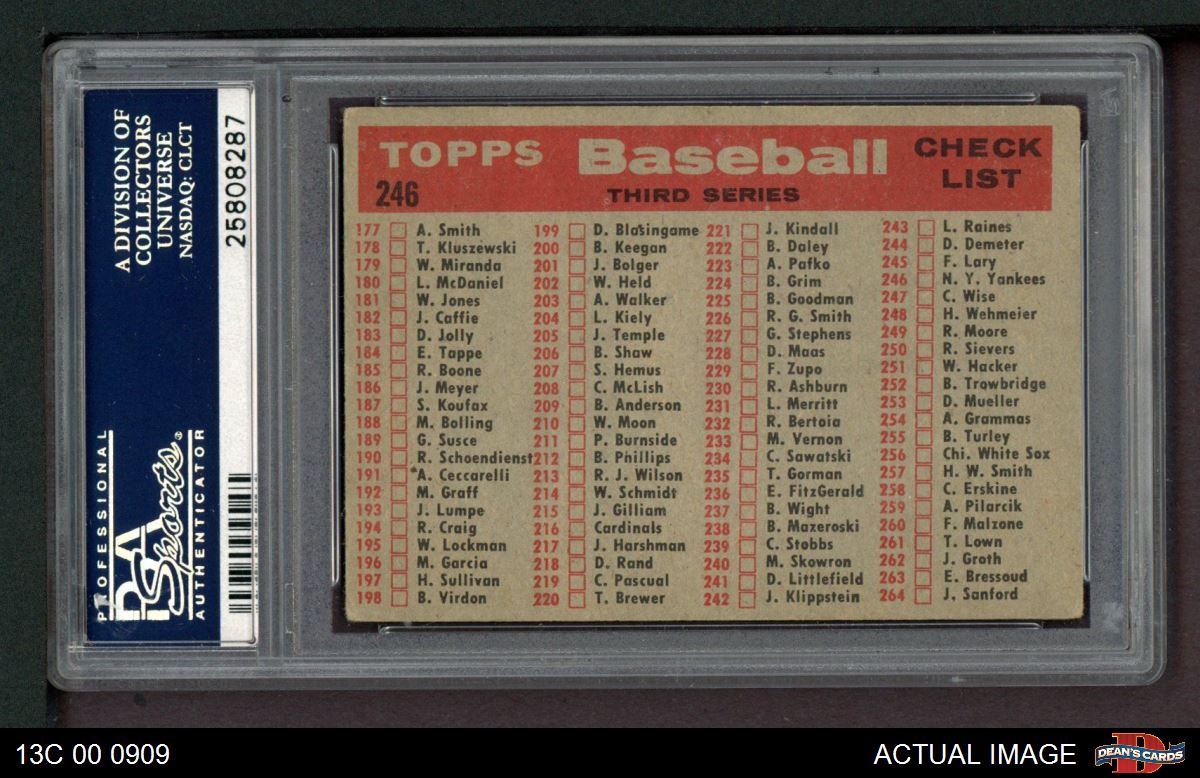 A DIVISION OF
COLLECTORS
UNIVERSE
NASDAQ: CLCT
25808287
PROFESSIONAL
PSA
Sports®
AUTHENTICATOR
TOPPS Baseball CHECK
LIST
246 THIRD SERIES
177 A. Smith 199 D. Blasingame 221 J. Kindall 243 L. Raines
178 T. Kluszewski 200 B. Keegan 222 B. Daley 244 D. Demeter
179 W. Miranda 201 J. Bolger 223 A. Pafko 245 F. Lary
180 L. McDaniel 202 W. Held 224 B. Grim 246 N. Y. Yankees
181 W. Jones 203 A. Walker 225 B. Goodman 247 C. Wise
182 J. Caffie 204 L. Kiely 226 R. G. Smith 248 H. Wehmeier
183 D. Jolly 205 J. Temple 227 G. Stephens 249 R. Moore
184 E. Tappe 206 B. Shaw 228 D. Maas 250 R. Sievers
185 R. Boone 207 S. Hemus 229 F. Zupo 251 W. Hacker
186 J. Meyer 208 C. McLish 230 R. Ashburn 252 B. Trowbridge
187 S. Koufax 209 B. Anderson 231 L. Merritt 253 D. Mueller
188 M. Bolling 210 W. Moon 232 R. Bertoia 254 A. Grammas
189 G. Susce 211 P. Burnside 233 M. Vernon 255 B. Turley
190 R. Schoendienst 212 B. Phillips 234 C. Sawatski 256 Chi. White Sox
191 A. Ceccarelli 213 R. J. Wilson 235 T. Gorman 257 H. W. Smith
192 M. Graff 214 W. Schmidt 236 E. FitzGerald 258 C. Erskine
193 J. Lumpe 215 J. Gilliam 237 B. Wight 259 A. Pilarcik
194 R. Craig 216 Cardinals 238 B. Mazeroski 260 F. Malzone
195 W. Lockman 217 J. Harshman 239 C. Stobbs 261 T. Lown
196 M. Garcia 218 D. Rand 240 M. Skowron 262 J. Groth
197 H. Sullivan 219 C. Pascual 241 D. Littlefield 263 E. Bressoud
198 B. Virdon 220 T. Brewer 242 J. Klippstein 264 J. Sanford
13C 00 0909
ACTUAL IMAGE
DEAN'S CARDS